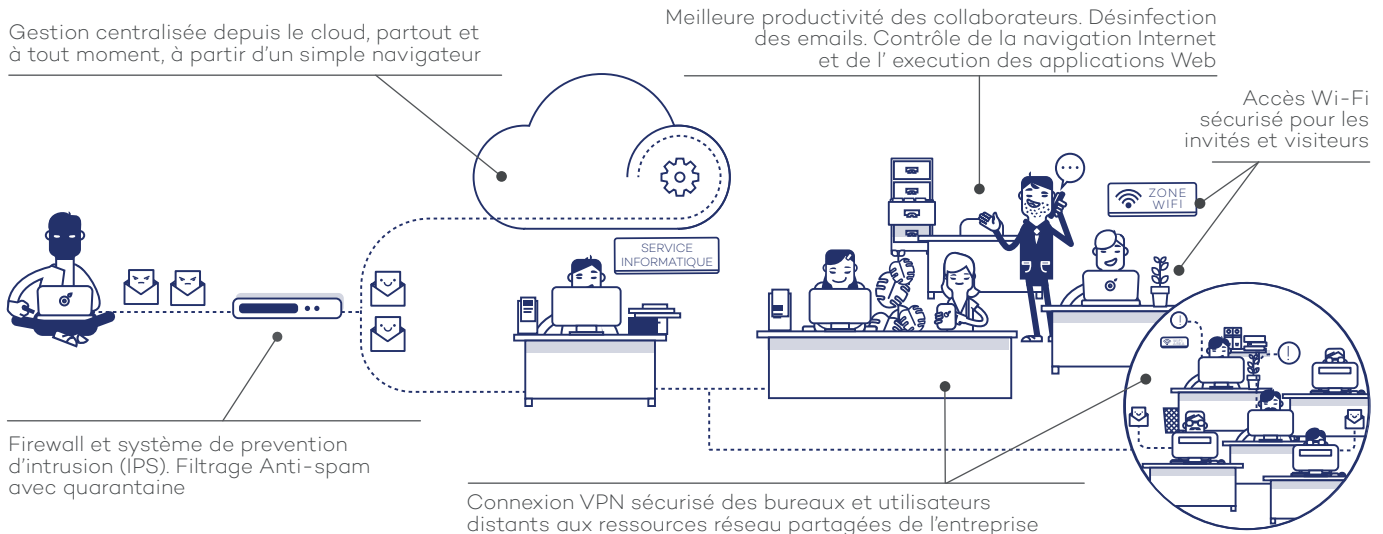 Gestion centralisée depuis le cloud, partout et
à tout moment, à partir d'un simple navigateur
Meilleure productivité des collaborateurs. Désinfection
des emails. Contrôle de la navigation Internet
et de l' execution des applications Web
Accès Wi-Fi
sécurisé pour les
invités et visiteurs
ZONE
WIFI
SERVICE
INFORMATIQUE
Firewall et système de prevention
d'intrusion (IPS). Filtrage Anti-spam
avec quarantaine
Connexion VPN sécurisé des bureaux et utilisateurs
distants aux ressources réseau partagées de l'entreprise